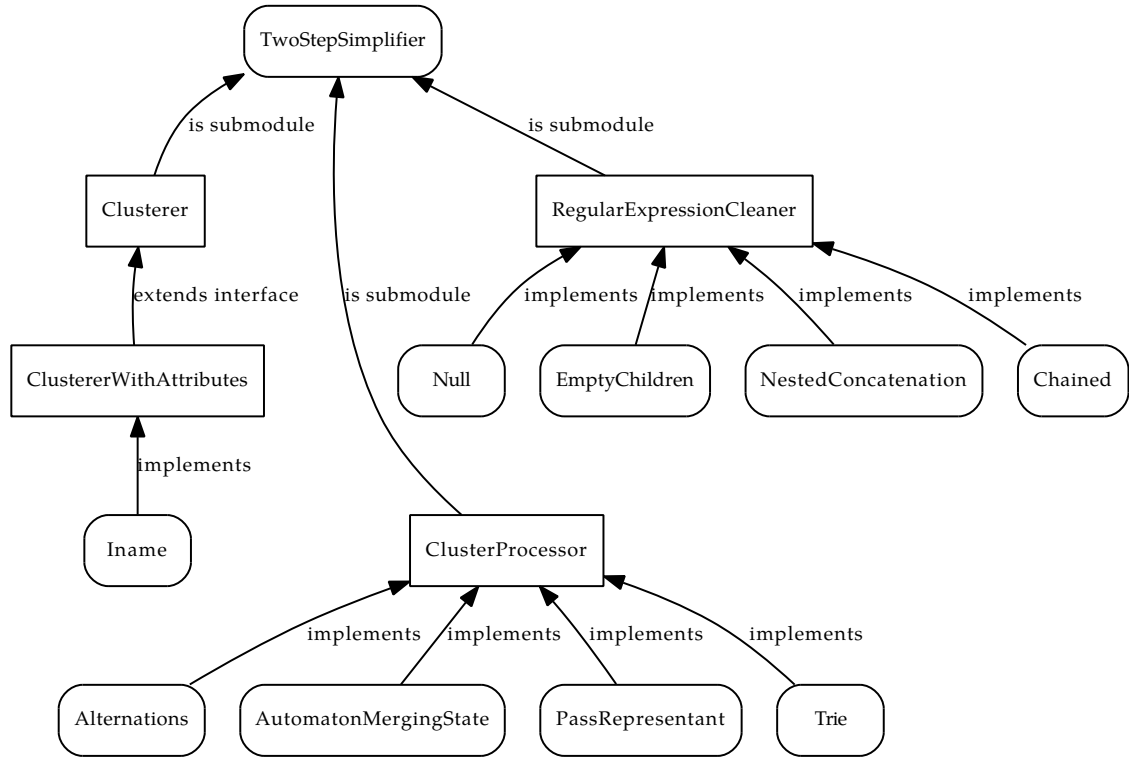 TwoStepSimplifier
is submodule
is submodule
Clusterer
RegularExpressionCleaner
extends interface
is submodule
implements
implements
implements
implements
ClustererWithAttributes
Null
EmptyChildren
NestedConcatenation
Chained
implements
Iname
ClusterProcessor
implements
implements
implements
implements
Alternations
AutomatonMergingState
PassRepresentant
Trie